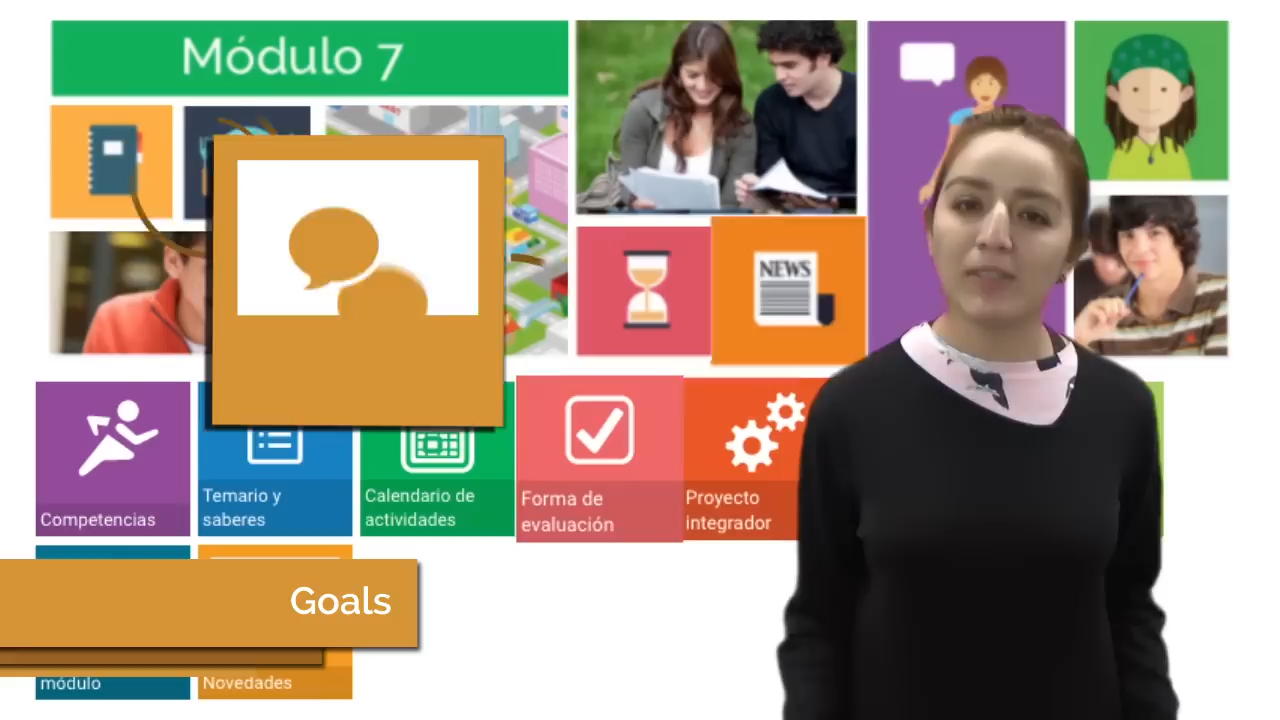 Módulo 7
NEWS
Competencias
Temario y
saberes
Calendario de
actividades
Forma de
evaluación
Proyecto
integrador
Goals
módulo
Novedades